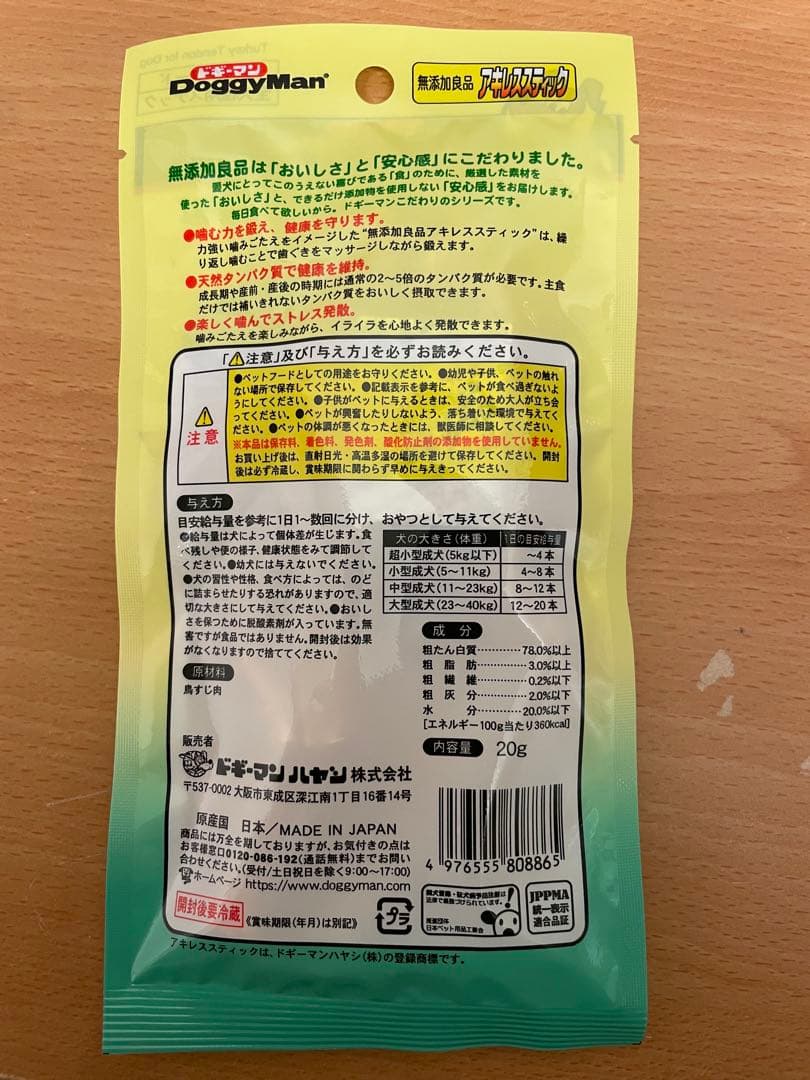 ドギーマン
DoggyMan
無添加良品 アキレススティック
無添加良品は「おいしさ」と「安心感」にこだわりました。
愛犬にとってこのうえない喜びである「食」のために、厳選した素材を
使った「おいしさ」と、できるだけ添加物を使用しない「安心感」をお届けします。
毎日食べて欲しいから。ドギーマンこだわりのシリーズです。
●噛む力を鍛え、健康を守ります。
力強い噛みごたえをイメージした“無添加良品アキレススティック”は、繰
り返し噛むことで歯ぐきをマッサージしながら鍛えます。
●天然タンパク質で健康を維持。
成長期や産前・産後の時期には通常の2〜5倍のタンパク質が必要です。主食
だけでは補いきれないタンパク質をおいしく摂取できます。
●楽しく噛んでストレス発散。
噛みごたえを楽しみながら、イライラを心地よく発散できます。
「⚠注意」及び「与え方」を必ずお読みください。
⚠
注意
●ペットフードとしての用途をお守りください。●幼児や子供、ペットの触れ
ない場所で保存してください。●記載表示を参考に、ペットが食べ過ぎないよ
うにしてください。●子供がペットに与えるときは、安全のため大人が立ち会
ってください。●ペットが興奮したりしないよう、落ち着いた環境で与えてく
ださい。●ペットの体調が悪くなったときには、獣医師に相談してください。
※本品は保存料、着色料、発色剤、酸化防止剤の添加物を使用していません。
お買い上げ後は、直射日光・高温多湿の場所を避けて保存してください。開封
後は必ず冷蔵し、賞味期限に関わらず早めに与えきってください。
与え方
目安給与量を参考に1日1〜数回に分け、おやつとして与えてください。
●給与量は犬によって個体差が生じます。食
べ残しや便の様子、健康状態をみて調節して
ください。●幼犬には与えないでください。
●犬の習性や性格、食べ方によっては、のど
に詰まらせたりする恐れがありますので、適
切な大きさにして与えてください。●おいし
さを保つために脱酸素剤が入っています。無
害ですが食品ではありません。開封後は効果
がなくなりますので捨ててください。
犬の大きさ(体重) 1日の目安給与量
超小型成犬(5kg以下) 〜4本
小型成犬(5〜11kg) 4〜8本
中型成犬(11〜23kg) 8〜12本
大型成犬(23〜40kg) 12〜20本
原材料
鳥すじ肉
成分
粗たん白質…………78.0%以上
粗脂肪…………3.0%以上
粗繊維…………0.2%以下
粗灰分…………2.0%以下
水分…………20.0%以下
[エネルギー100g当たり360kcal]
内容量 20g
販売者
ドギーマン ハヤシ 株式会社
〒537-0002 大阪市東成区深江南1丁目16番14号
原産国 日本/MADE IN JAPAN
商品には万全を期しておりますが、お気付きの点は
お客様窓口0120-086-192(通話無料)までお問い
合わせください。(受付/土日祝日を除く9:00〜17:00)
ホームページ https://www.doggyman.com
開封後要冷蔵 《賞味期限(年月)は別記》
プラ
4 976555 808865
JPPMA
統一表示
適合品証
アキレススティックは、ドギーマンハヤシ(株)の登録商標です。